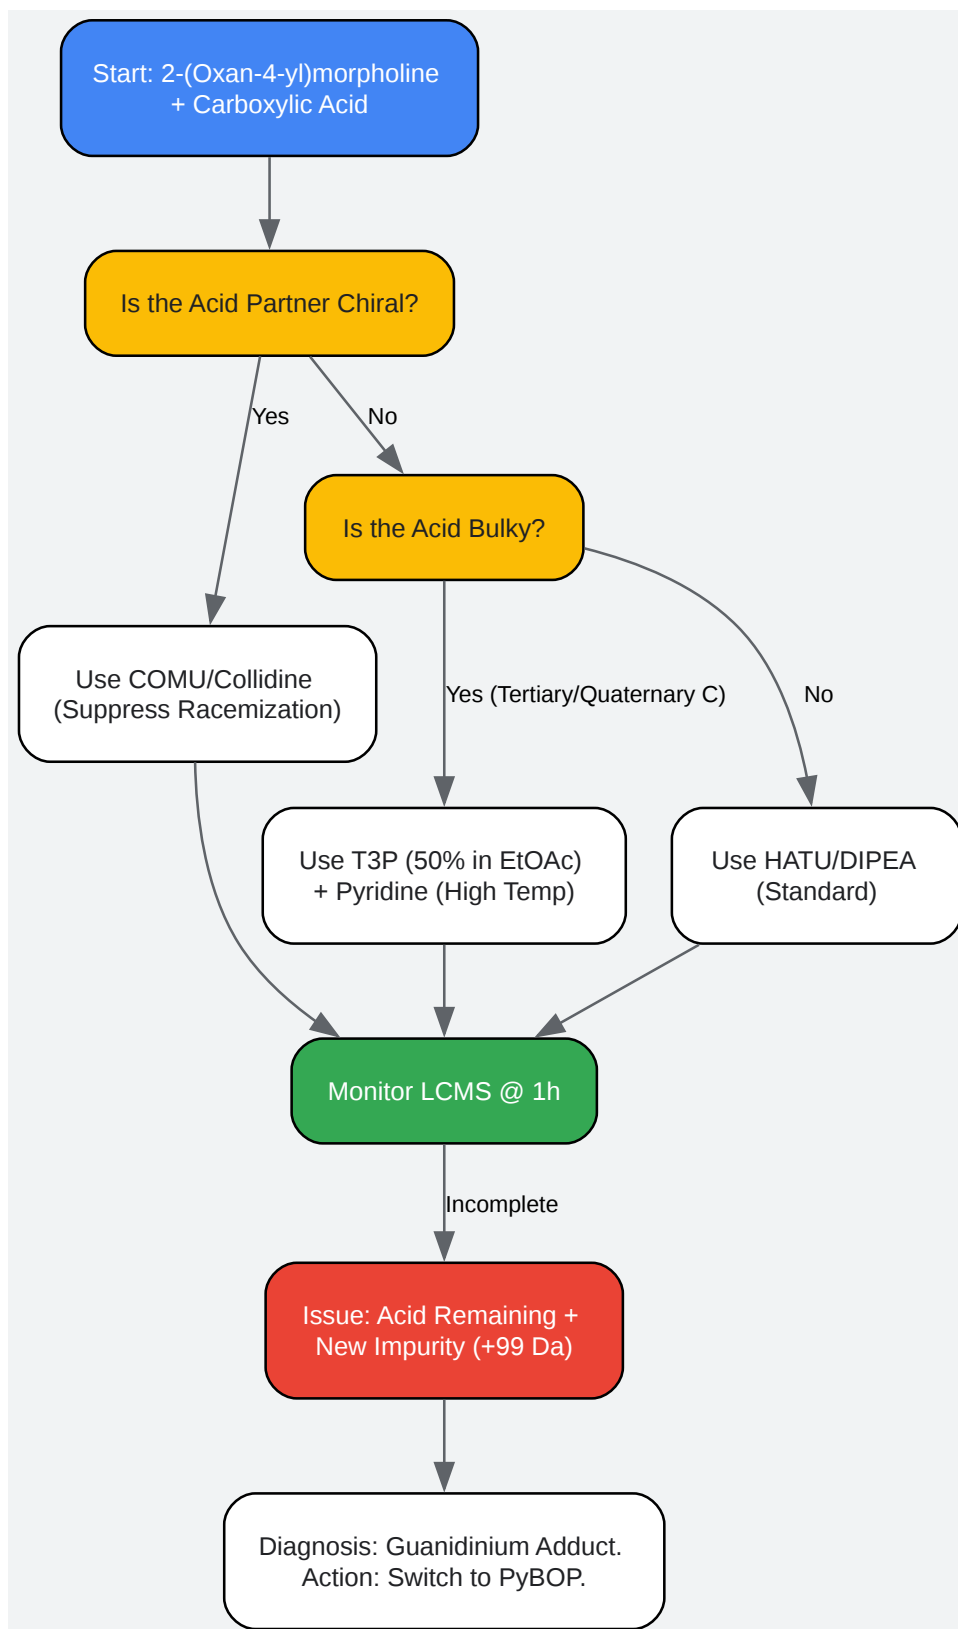 Start: 2-(Oxan-4-yl)morpholine
+ Carboxylic Acid
Is the Acid Partner Chiral?
Yes
No
Is the Acid Bulky?
Use COMU/Collidine
(Suppress Racemization)
Yes (Tertiary/Quaternary C)
No
Use T3P (50% in EtOAc)
+ Pyridine (High Temp)
Use HATU/DIPEA
(Standard)
Monitor LCMS @ 1h
Incomplete
Issue: Acid Remaining +
New Impurity (+99 Da)
Diagnosis: Guanidinium Adduct.
Action: Switch to PyBOP.